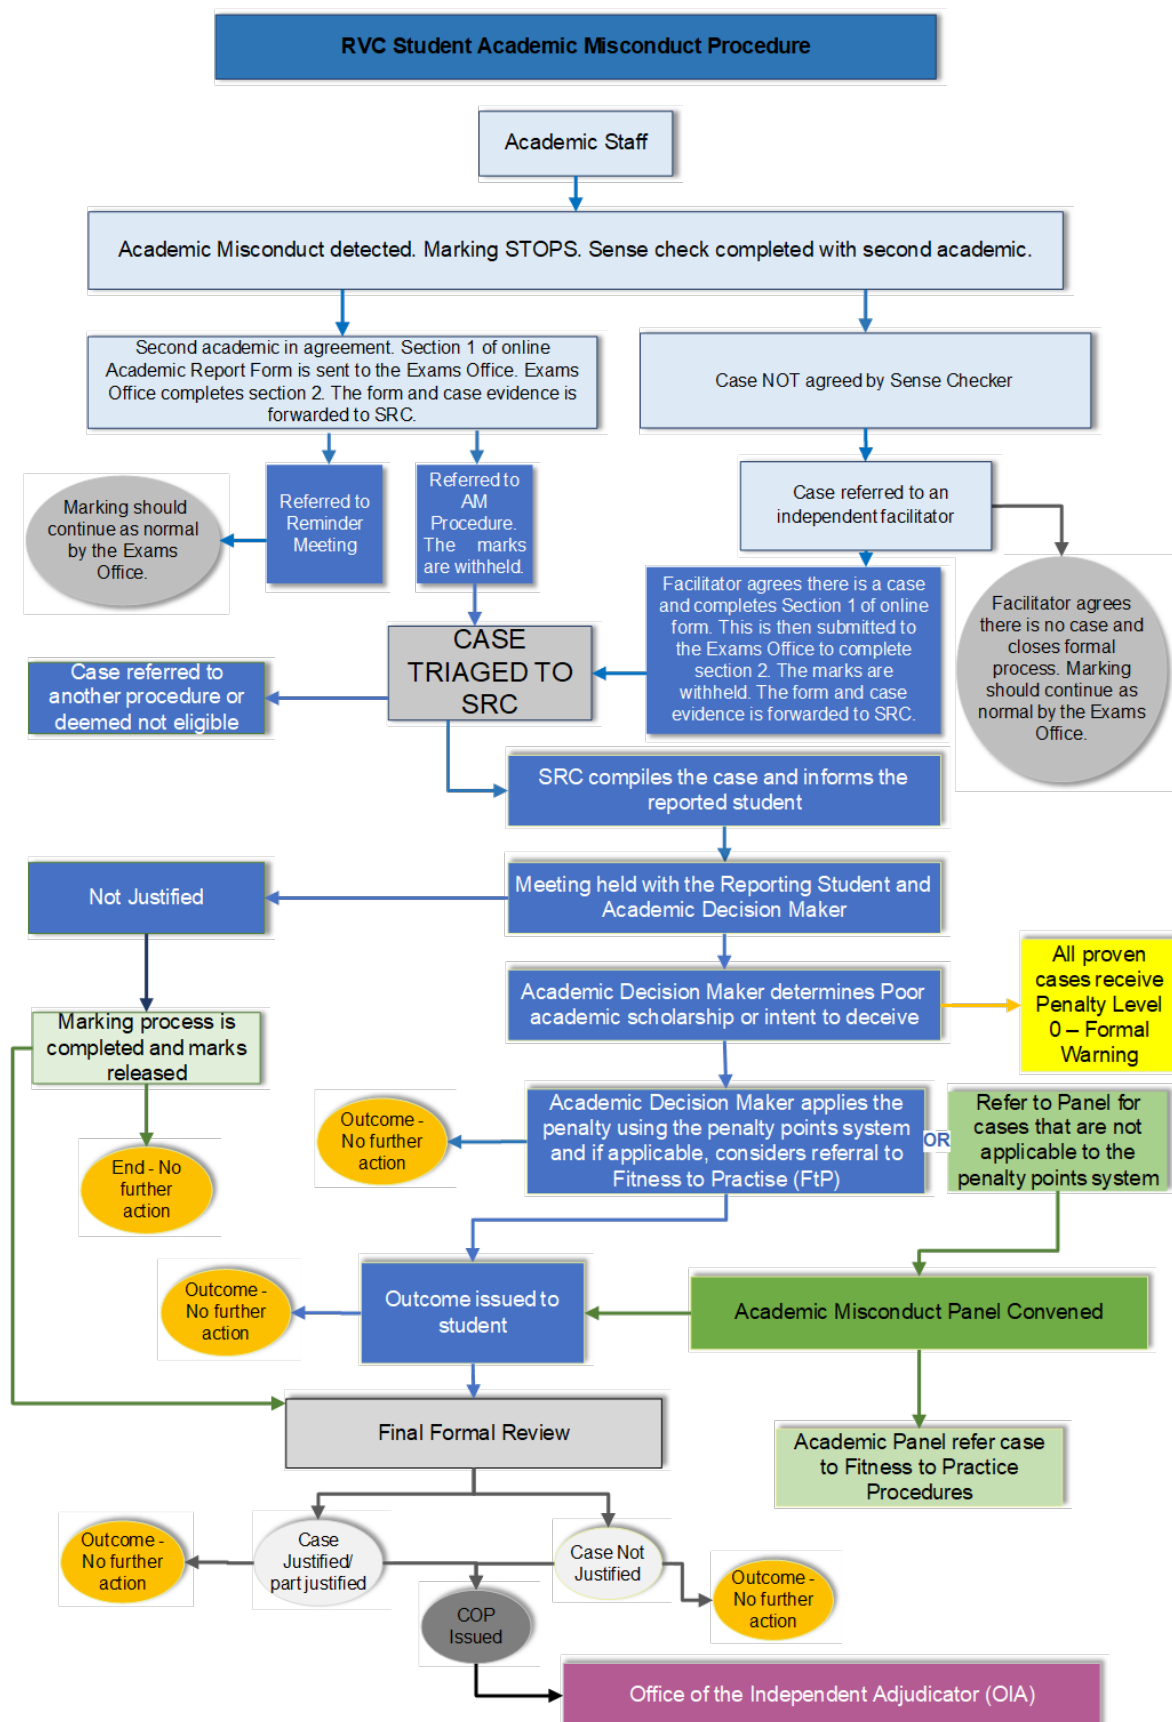 RVC Student Academic Misconduct Procedure
Academic Staff
Academic Misconduct detected. Marking STOPS. Sense check completed with second academic.
Second academic in agreement. Section 1 of online
Academic Report Form is sent to the Exams Office. Exams
Office completes section 2. The form and case evidence is
forwarded to SRC.
Case NOT agreed by Sense Checker
Marking should
continue as normal
by the Exams
Office.
Referred to
Reminder
Meeting
Referred to
AM
Procedure.
The marks
are withheld.
Case referred to an
independent facilitator
Facilitator agrees there is a case
and completes Section 1 of online
form. This is then submitted to
the Exams Office to complete
section 2. The marks are
withheld. The form and case
evidence is forwarded to SRC.
Facilitator agrees
there is no case and
closes formal
process. Marking
should continue as
normal by the Exams
Office.
CASE
TRIAGED TO
SRC
Case referred to
another procedure or
deemed not eligible
SRC compiles the case and informs the
reported student
Meeting held with the Reporting Student and
Academic Decision Maker
Not Justified
Academic Decision Maker determines Poor
academic scholarship or intent to deceive
All proven
cases receive
Penalty Level
0 – Formal
Warning
Marking process is
completed and marks
released
End - No
further
action
Outcome -
No further
action
Academic Decision Maker applies the
penalty using the penalty points system
and if applicable, considers referral to
Fitness to Practise (FtP)
OR
Refer to Panel for
cases that are not
applicable to the
penalty points system
Outcome -
No further
action
Outcome issued to
student
Academic Misconduct Panel Convened
Final Formal Review
Academic Panel refer case
to Fitness to Practice
Procedures
Outcome -
No further
action
Case
Justified/
part justified
Case Not
Justified
Outcome -
No further
action
COP
Issued
Office of the Independent Adjudicator (OIA)